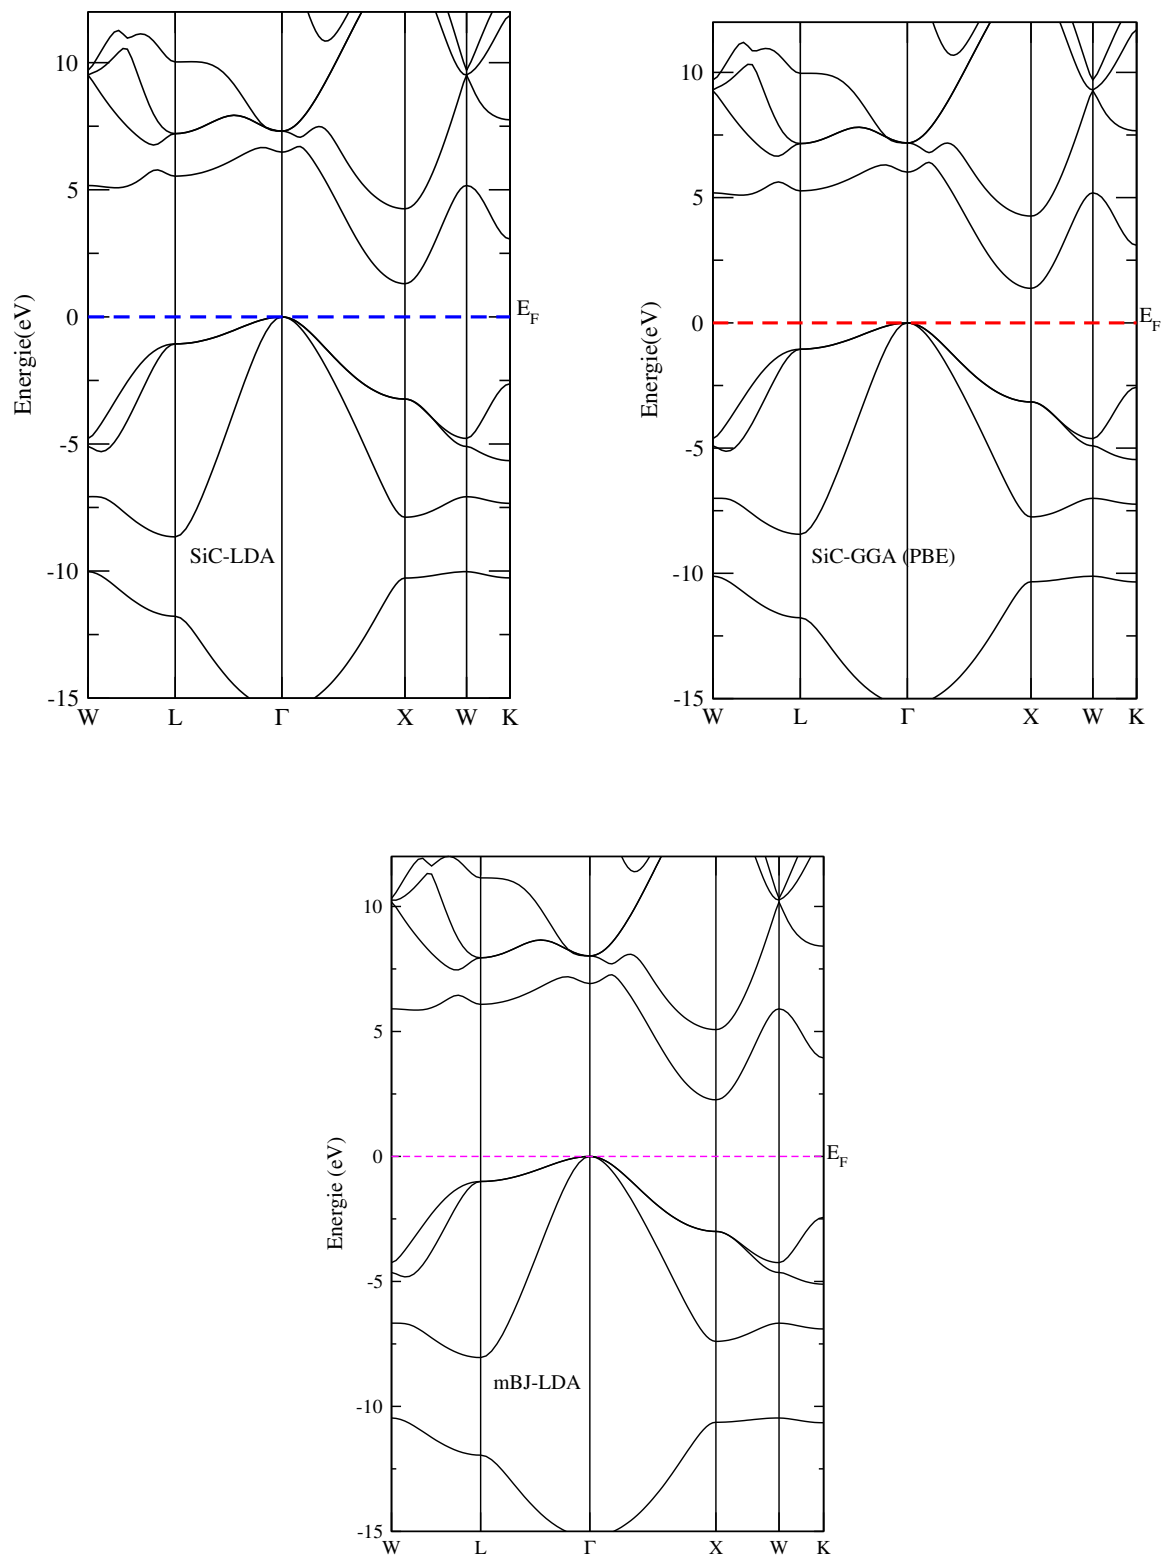 10
5
0
-5
-10
-15
Energie(eV)
E_F
SiC-LDA
W L Γ X W K
10
5
0
-5
-10
-15
Energie(eV)
E_F
SiC-GGA (PBE)
W L Γ X W K
10
5
0
-5
-10
-15
Energie (eV)
E_F
mBJ-LDA
W L Γ X W K